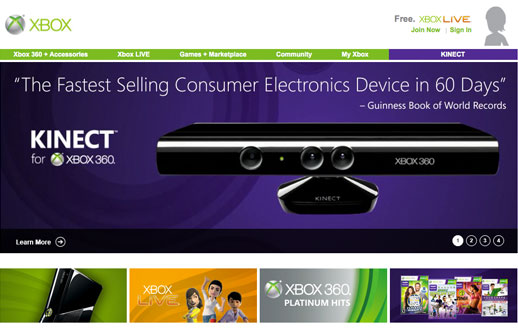 XBOX
Free. XBOX LIVE
Join Now | Sign In
Xbox 360 + Accessories Xbox LIVE Games + Marketplace Community My Xbox KINECT
“The Fastest Selling Consumer Electronics Device in 60 Days”
– Guinness Book of World Records
KINECT™
for XBOX 360.
XBOX 360
KINECT
Learn More
1 2 3 4
XBOX
LIVE
XBOX 360.
PLATINUM HITS